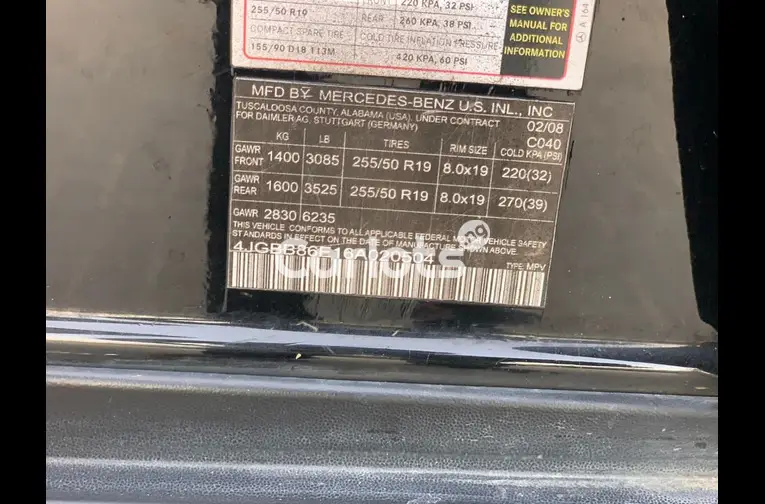 FRONT 220 KPA, 32 PSI
255/50 R19 REAR 260 KPA, 38 PSI
COMPACT SPARE TIRE COLD TIRE INFLATION PRESSURE
155/90 D18 113M 420 KPA, 60 PSI
SEE OWNER'S
MANUAL FOR
ADDITIONAL
INFORMATION
A 164
MFD BY MERCEDES-BENZ U.S. INL., INC
TUSCALOOSA COUNTY, ALABAMA (USA). UNDER CONTRACT 02/08
FOR DAIMLER AG, STUTTGART (GERMANY) C040
KG LB TIRES RIM SIZE COLD KPA (PSI)
GAWR FRONT 1400 3085 255/50 R19 8.0x19 220(32)
GAWR REAR 1600 3525 255/50 R19 8.0x19 270(39)
GAWR 2830 6235
THIS VEHICLE CONFORMS TO ALL APPLICABLE FEDERAL MOTOR VEHICLE SAFETY
STANDARDS IN EFFECT ON THE DATE OF MANUFACTURE SHOWN ABOVE.
TYPE: MPV
Carlocs
PRO